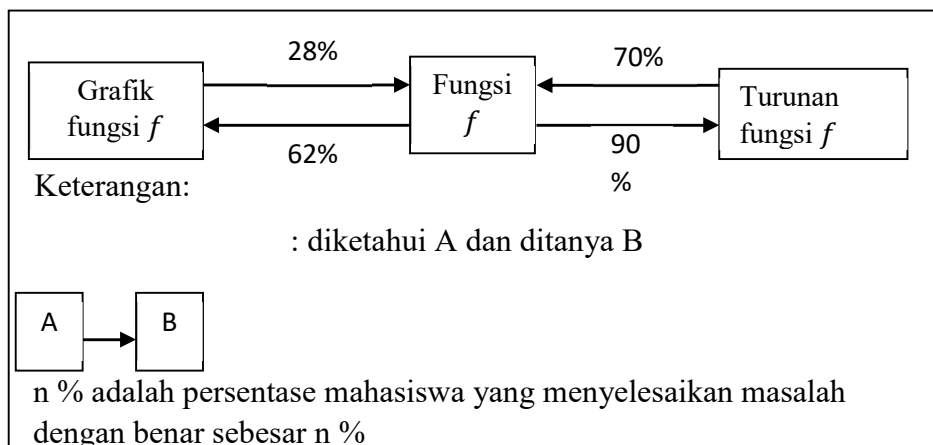 28%
70%
Grafik
fungsi f
Fungsi
f
Turunan
fungsi f
62%
90
%
Keterangan:
: diketahui A dan ditanya B
A
B
n % adalah persentase mahasiswa yang menyelesaikan masalah
dengan benar sebesar n %